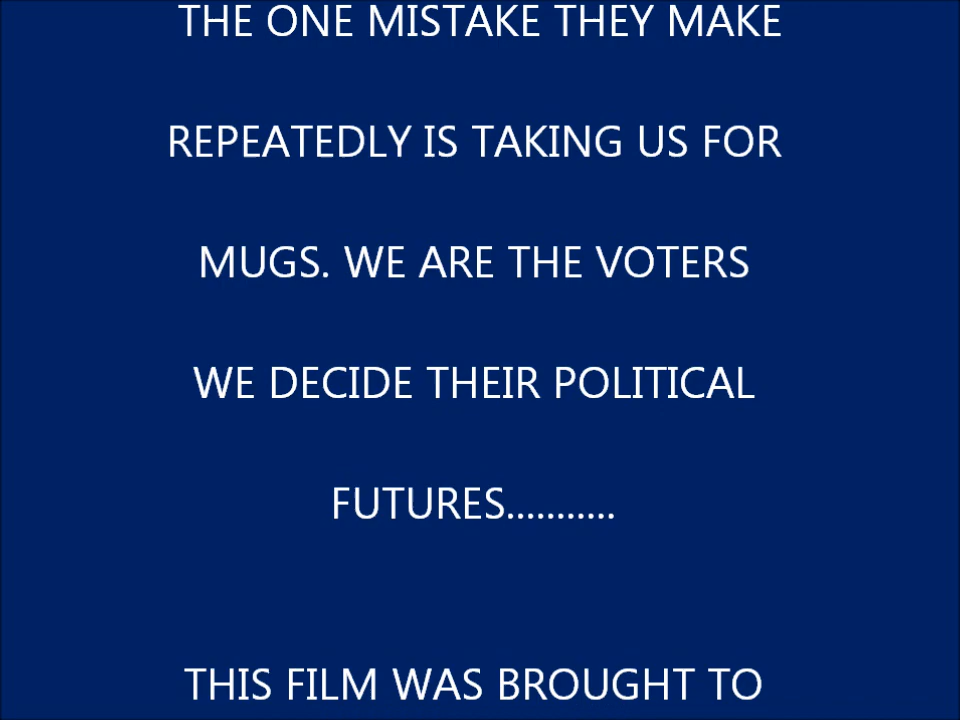 THE ONE MISTAKE THEY MAKE
REPEATEDLY IS TAKING US FOR
MUGS. WE ARE THE VOTERS
WE DECIDE THEIR POLITICAL
FUTURES...........
THIS FILM WAS BROUGHT TO